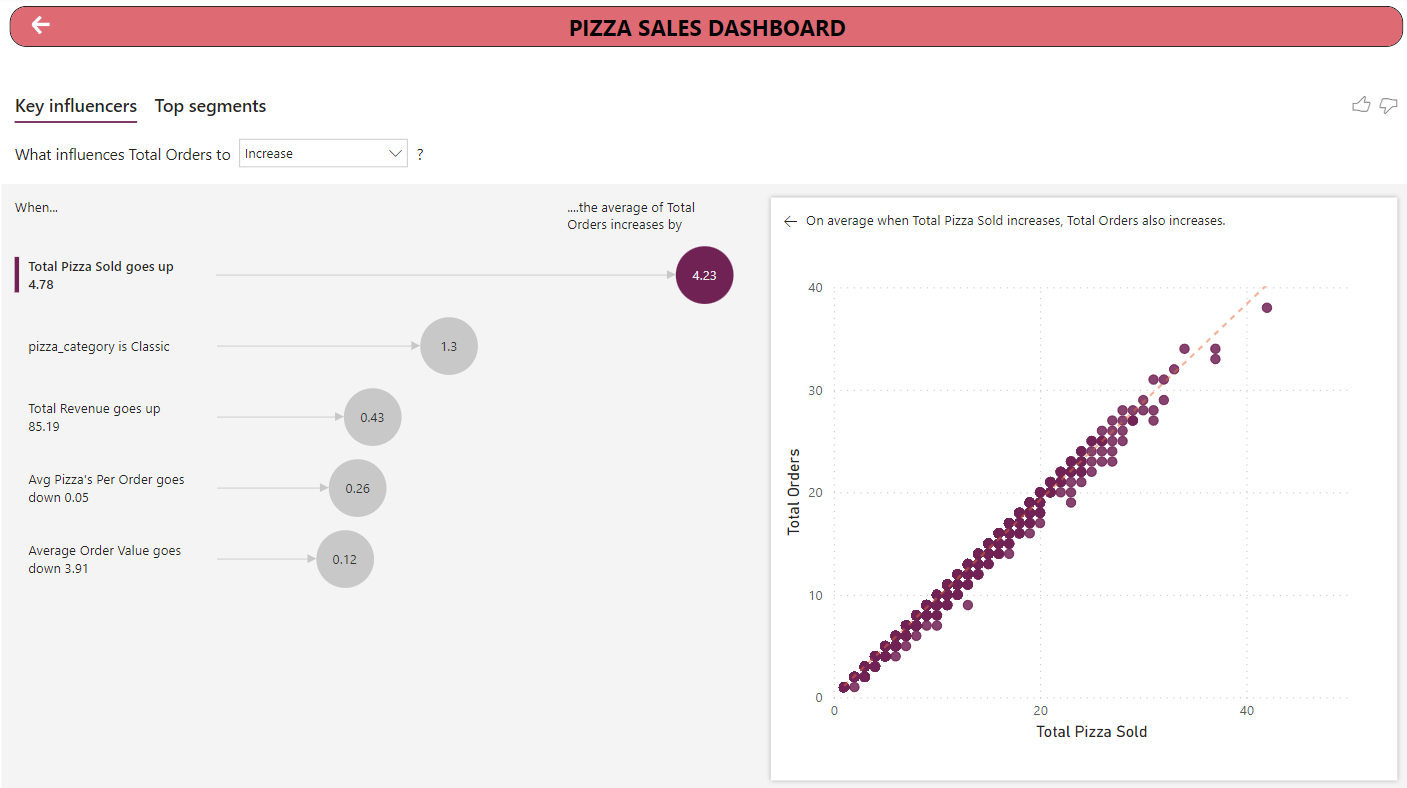 PIZZA SALES DASHBOARD
Key influencers Top segments
What influences Total Orders to Increase ?
When...
....the average of Total
Orders increases by
Total Pizza Sold goes up
4.78
4.23
pizza_category is Classic
1.3
Total Revenue goes up
85.19
0.43
Avg Pizza's Per Order goes
down 0.05
0.26
Average Order Value goes
down 3.91
0.12
On average when Total Pizza Sold increases, Total Orders also increases.
Total Orders
40
30
20
10
0
0 20 40
Total Pizza Sold